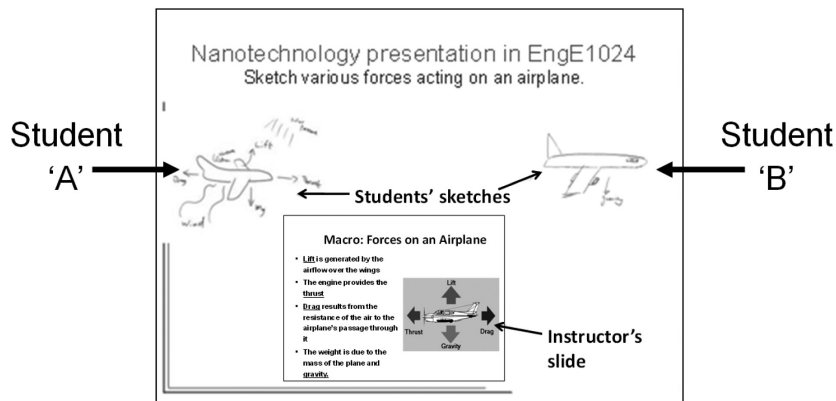 Nanotechnology presentation in EngE1024
Sketch various forces acting on an airplane.
Student
'A'
Lift
Drag
Thrust
mg
Wind
Students' sketches
Student
'B'
Macro: Forces on an Airplane
• Lift is generated by the
airflow over the wings
• The engine provides the
thrust
• Drag results from the
resistance of the air to the
airplane's passage through
it
• The weight is due to the
mass of the plane and
gravity.
Lift
Thrust
Drag
Gravity
Instructor's
slide